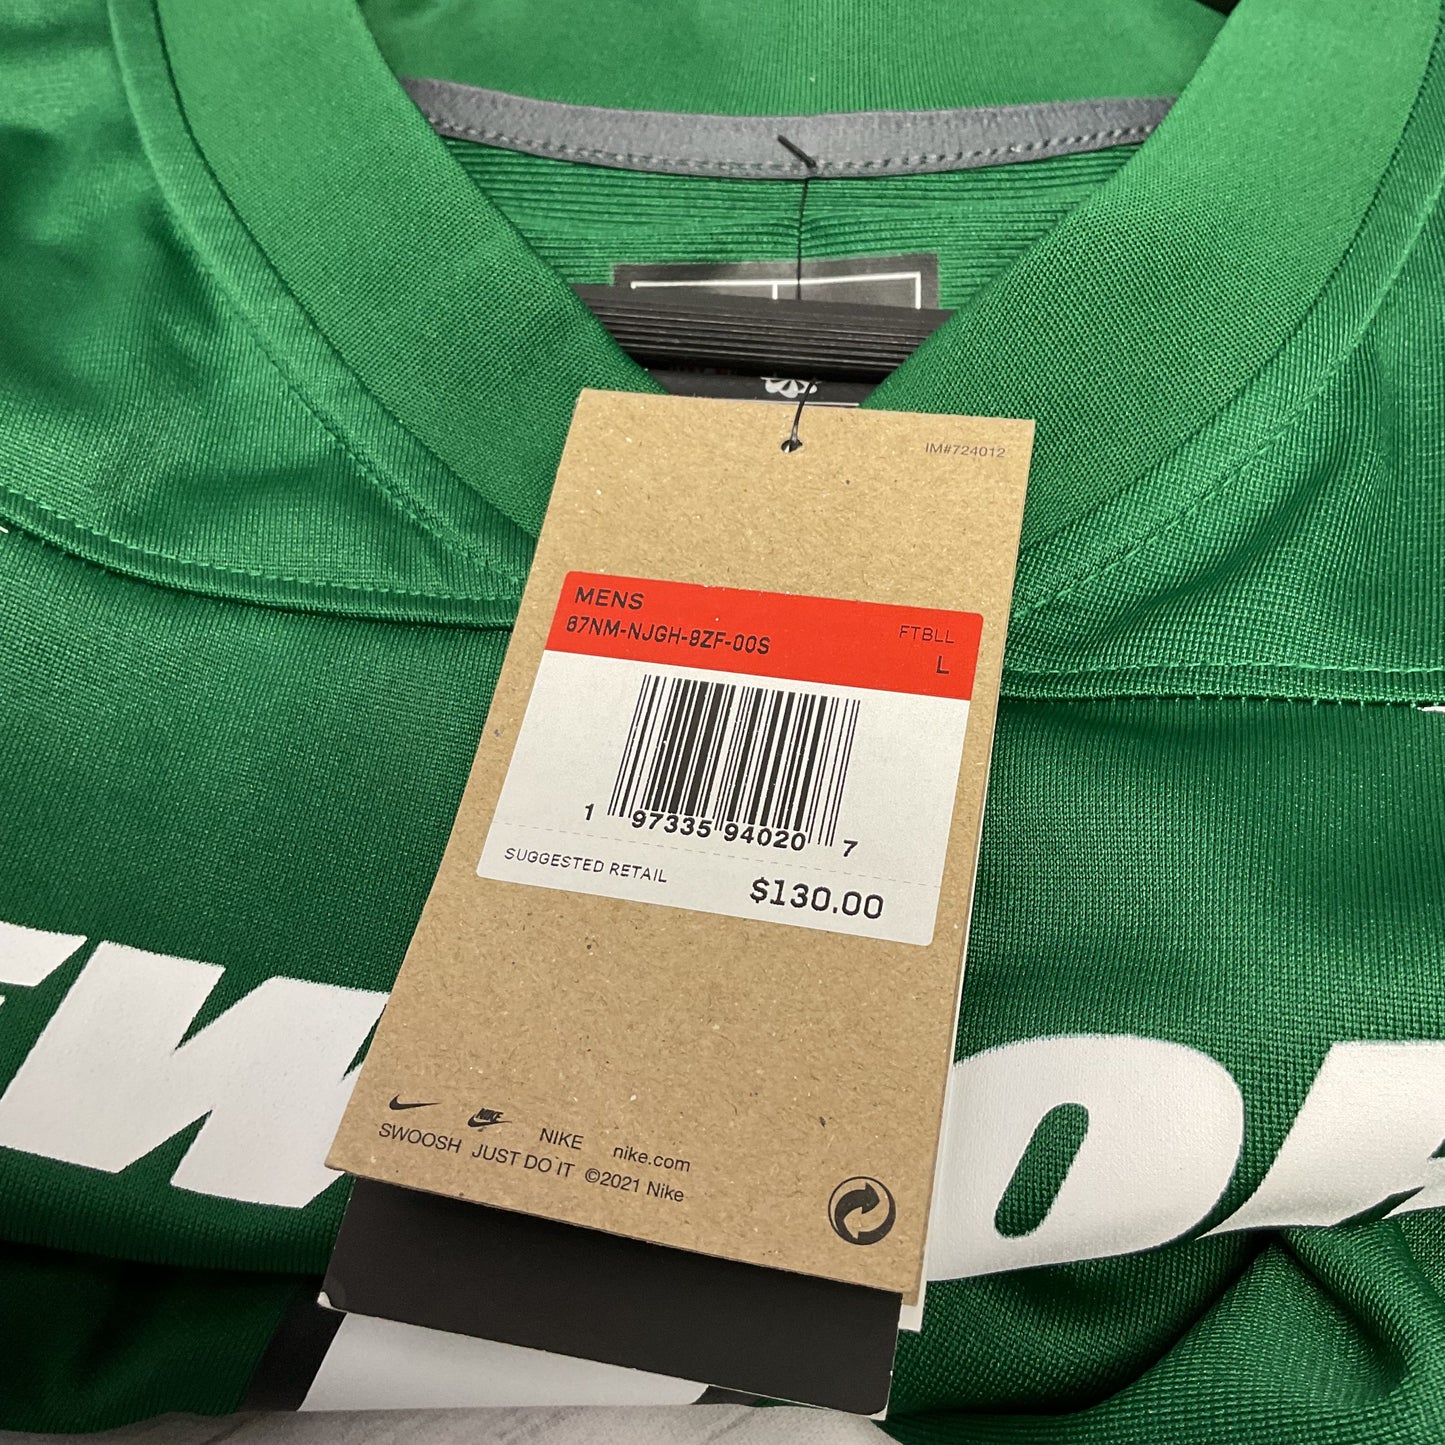 IM#724012
MENS
67NM-NJGH-9ZF-00S
FTBLL
L
1 97335 94020 7
SUGGESTED RETAIL
$130.00
NIKE
NIKE nike.com
SWOOSH JUST DO IT ©2021 Nike